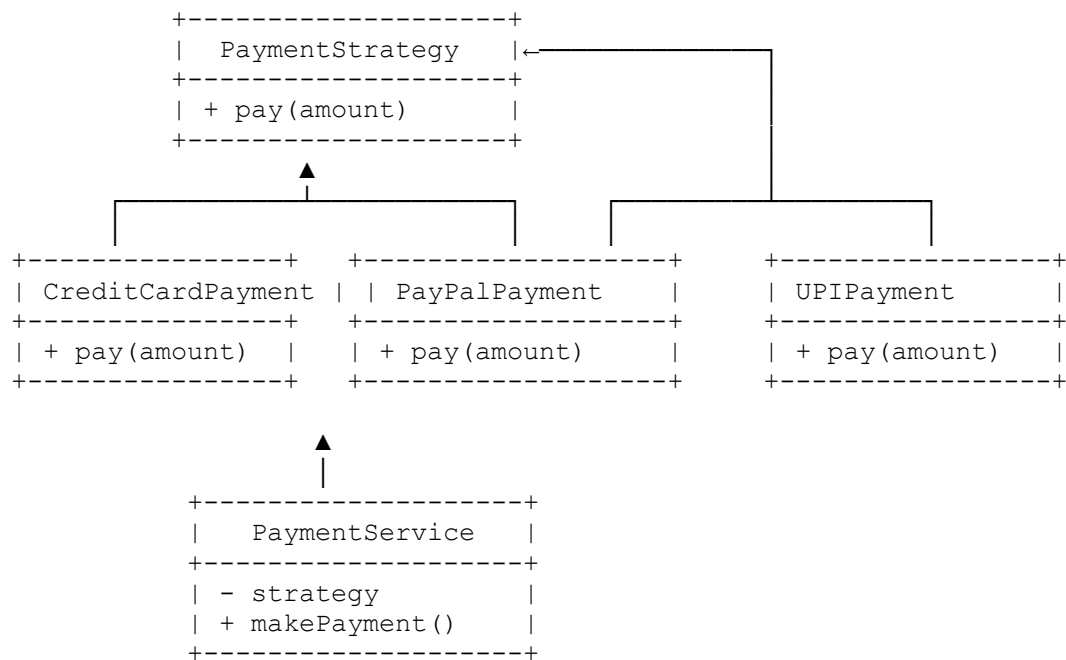 PaymentStrategy
+ pay(amount)
CreditCardPayment
PayPalPayment
UPIPayment
+ pay(amount)
+ pay(amount)
+ pay(amount)
PaymentService
- strategy
+ makePayment()